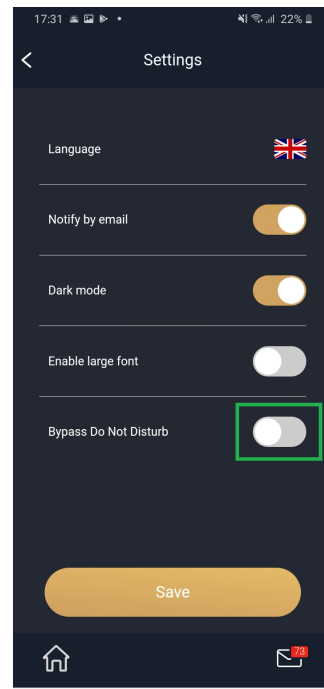 17:31 22%
Settings
Language
Notify by email
Dark mode
Enable large font
Bypass Do Not Disturb
Save
73